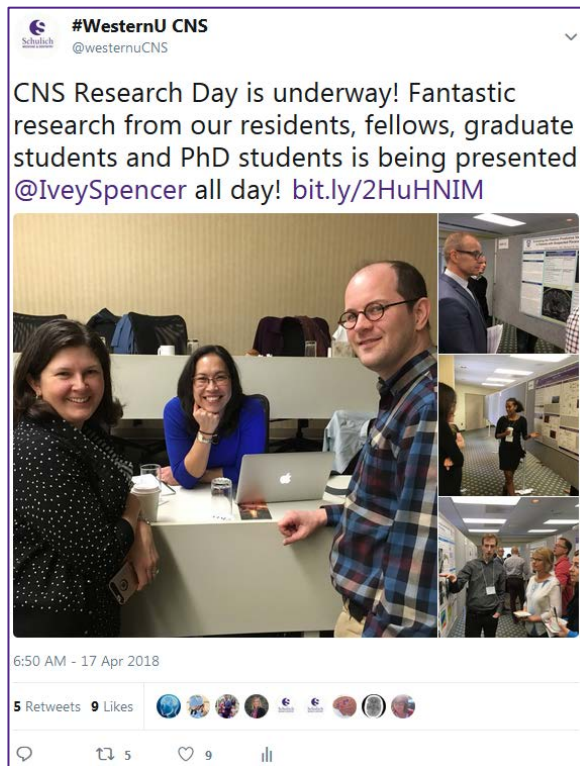 #WesternU CNS
Schulich
@westernuCNS
CNS Research Day is underway! Fantastic
research from our residents, fellows, graduate
students and PhD students is being presented
@IveySpencer all day! bit.ly/2HuHNIM
6:50 AM - 17 Apr 2018
5 Retweets 9 Likes
5 9